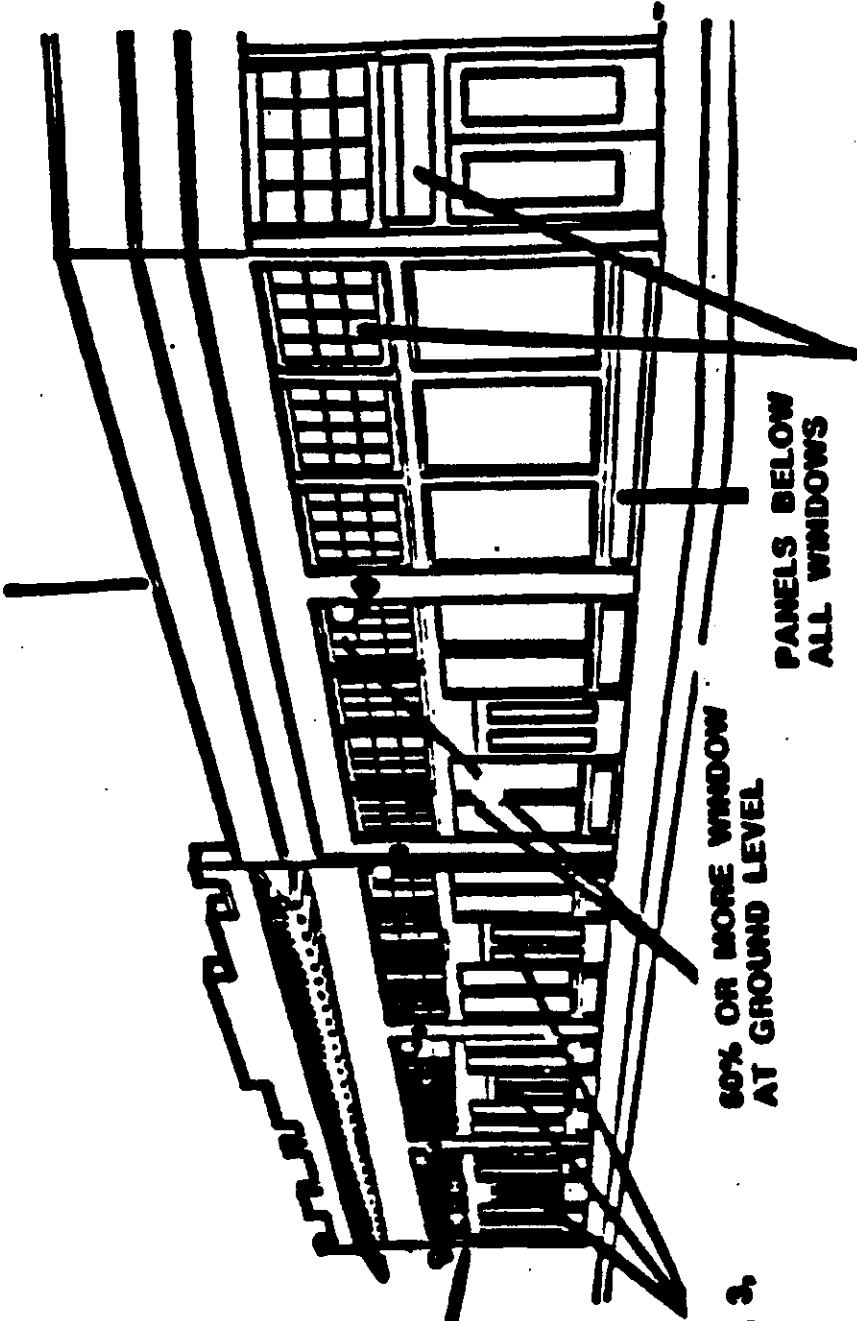 3,
60% OR MORE WINDOW
AT GROUND LEVEL
PANELS BELOW
ALL WINDOWS